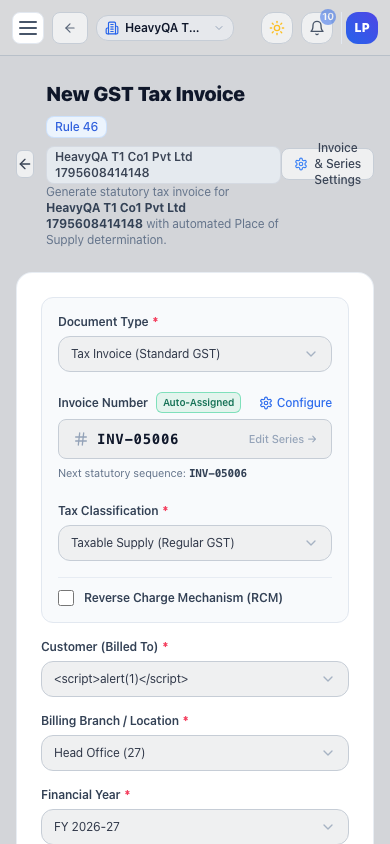 HeavyQA T...
10
LP
New GST Tax Invoice
Rule 46
HeavyQA T1 Co1 Pvt Ltd
1795608414148
Invoice
& Series
Settings
Generate statutory tax invoice for
HeavyQA T1 Co1 Pvt Ltd
1795608414148 with automated Place of
Supply determination.
Document Type *
Tax Invoice (Standard GST)
Invoice Number Auto-Assigned Configure
# INV-05006 Edit Series →
Next statutory sequence: INV-05006
Tax Classification *
Taxable Supply (Regular GST)
Reverse Charge Mechanism (RCM)
Customer (Billed To) *
<script>alert(1)</script>
Billing Branch / Location *
Head Office (27)
Financial Year *
FY 2026-27